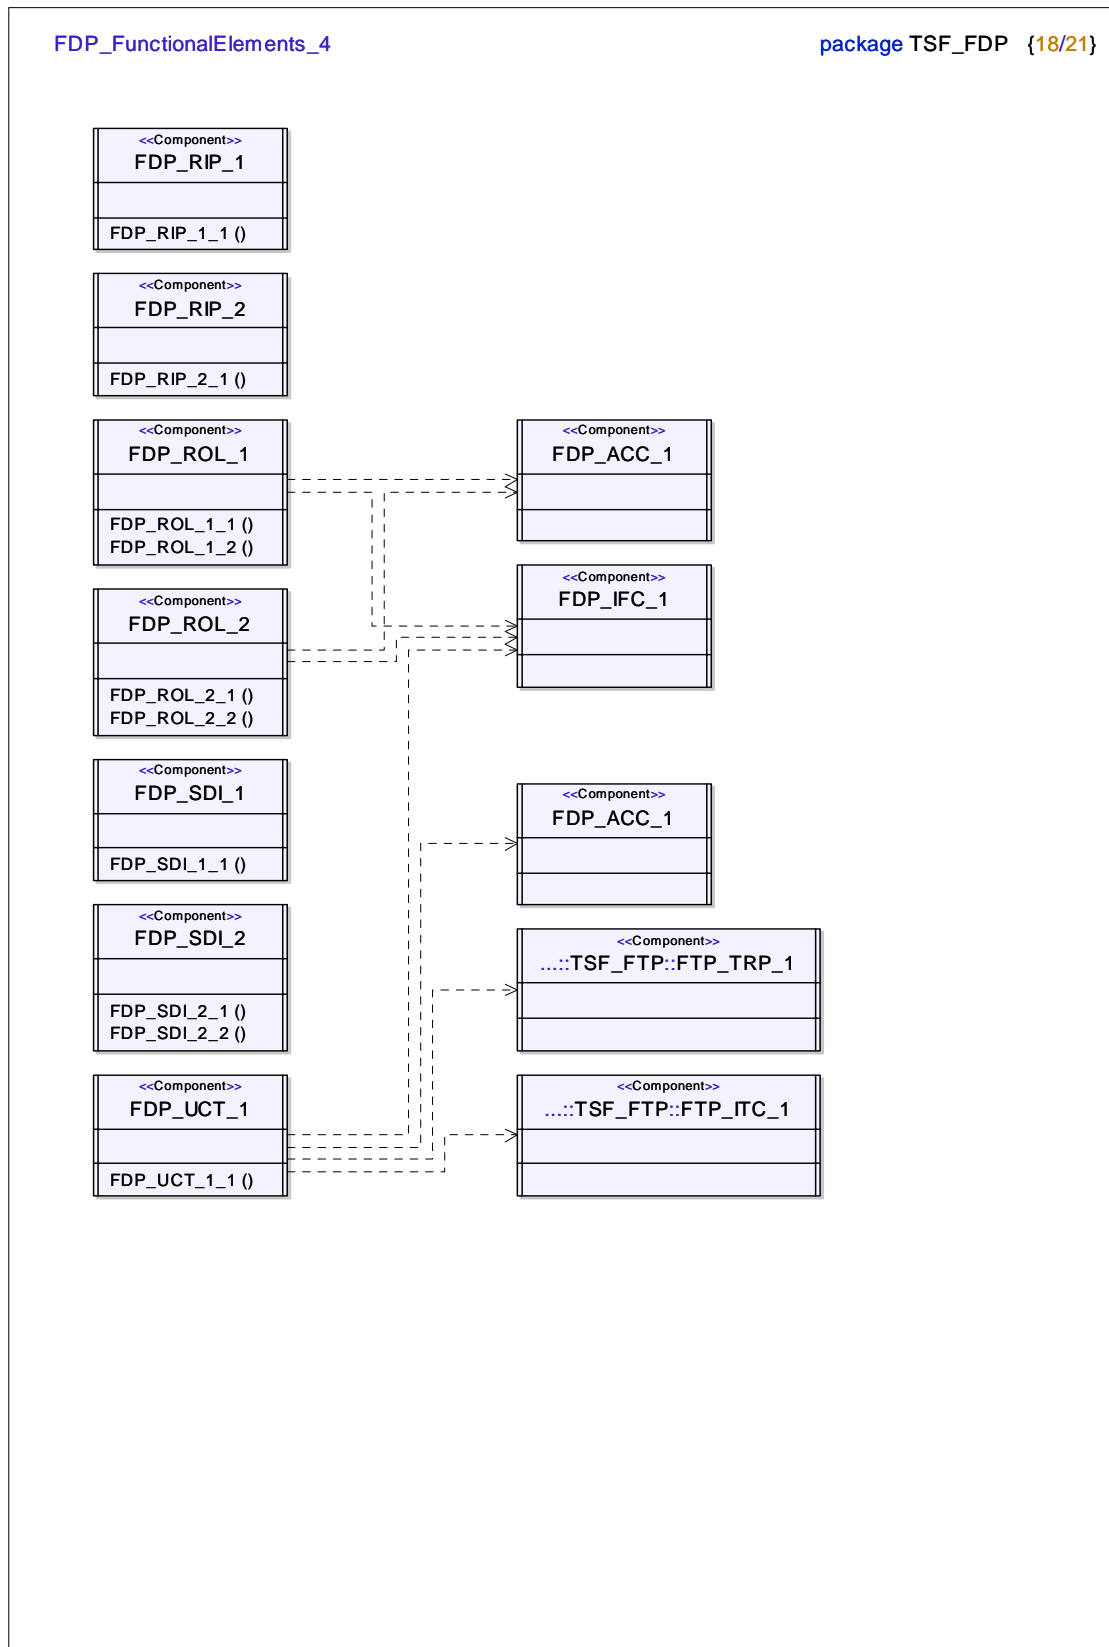 FDP_FunctionalElements_4
package TSF_FDP {18/21}
<<Component>>
FDP_RIP_1
FDP_RIP_1_1 ()
<<Component>>
FDP_RIP_2
FDP_RIP_2_1 ()
<<Component>>
FDP_ROL_1
FDP_ROL_1_1 ()
FDP_ROL_1_2 ()
<<Component>>
FDP_ACC_1
<<Component>>
FDP_IFC_1
<<Component>>
FDP_ROL_2
FDP_ROL_2_1 ()
FDP_ROL_2_2 ()
<<Component>>
FDP_SDI_1
FDP_SDI_1_1 ()
<<Component>>
FDP_ACC_1
<<Component>>
FDP_SDI_2
FDP_SDI_2_1 ()
FDP_SDI_2_2 ()
<<Component>>
...::TSF_FTP::FTP_TRP_1
<<Component>>
FDP_UCT_1
FDP_UCT_1_1 ()
<<Component>>
...::TSF_FTP::FTP_ITC_1